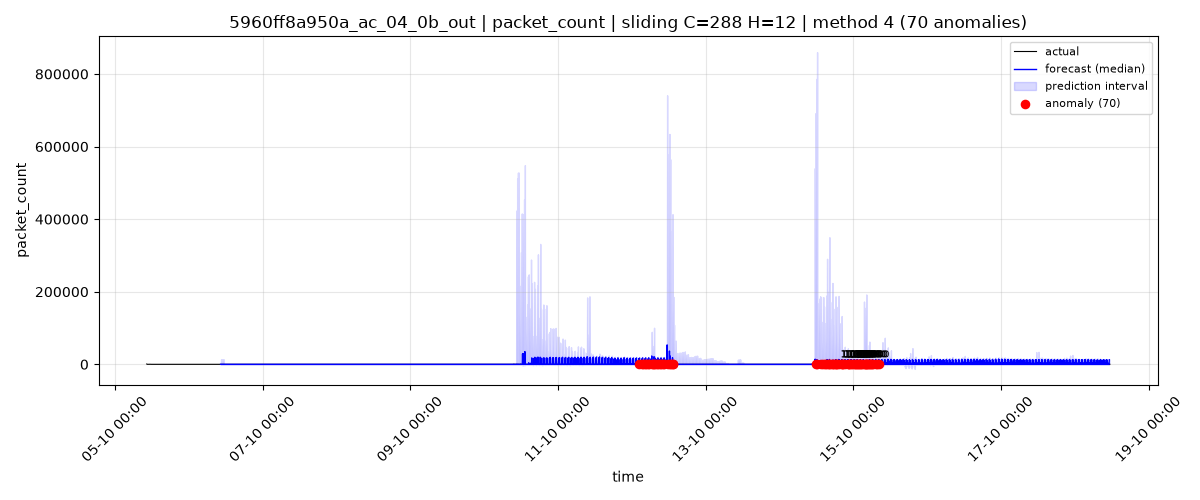 5960ff8a950a_ac_04_0b_out | packet_count | sliding C=288 H=12 | method 4 (70 anomalies)
actual
forecast (median)
prediction interval
anomaly (70)
packet_count
800000
600000
400000
200000
0
05-10 00:00
07-10 00:00
09-10 00:00
11-10 00:00
13-10 00:00
15-10 00:00
17-10 00:00
19-10 00:00
time